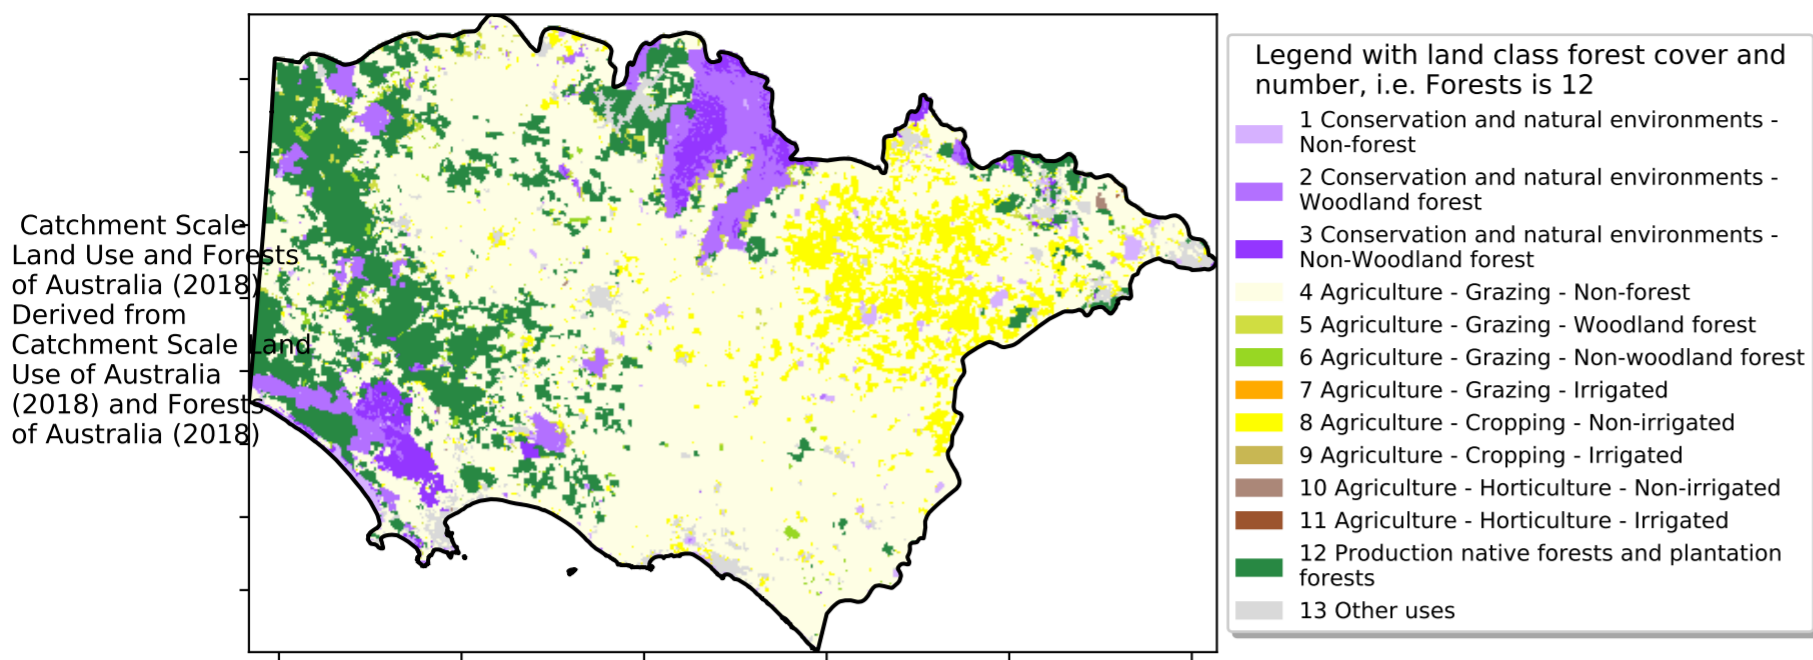 Catchment Scale
Land Use and Forests
of Australia (2018)
Derived from
Catchment Scale Land
Use of Australia
(2018) and Forests
of Australia (2018)
Legend with land class forest cover and
number, i.e. Forests is 12
1 Conservation and natural environments -
Non-forest
2 Conservation and natural environments -
Woodland forest
3 Conservation and natural environments -
Non-Woodland forest
4 Agriculture - Grazing - Non-forest
5 Agriculture - Grazing - Woodland forest
6 Agriculture - Grazing - Non-woodland forest
7 Agriculture - Grazing - Irrigated
8 Agriculture - Cropping - Non-irrigated
9 Agriculture - Cropping - Irrigated
10 Agriculture - Horticulture - Non-irrigated
11 Agriculture - Horticulture - Irrigated
12 Production native forests and plantation
forests
13 Other uses